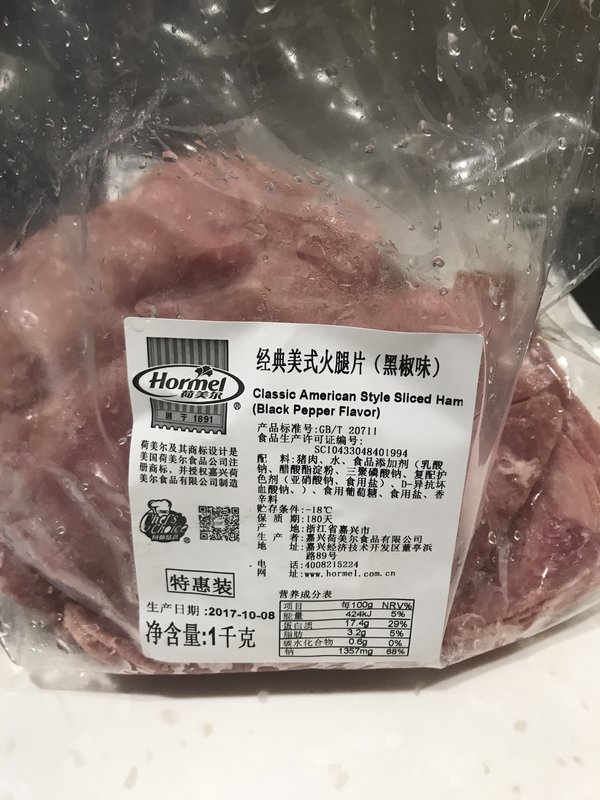 Hormel
荷美尔
®
源于1891
经典美式火腿片（黑椒味）
Classic American Style Sliced Ham
(Black Pepper Flavor)
荷美尔及其商标设计是
美国荷美尔食品公司注
册商标，并授权嘉兴荷
美尔食品有限公司制造
产品标准号:GB/T 20711
食品生产许可证编号:
SC10433048401994
配 料:猪肉、水、食品添加剂（乳酸
钠、醋酸酯淀粉、三聚磷酸钠、复配护
色剂（亚硝酸钠、食用盐）、D-异抗坏
血酸钠、）、食用葡萄糖、食用盐、香
辛料
贮存条件:-18℃
保 质 期:180天
产 地:浙江省嘉兴市
生 产 者:嘉兴荷美尔食品有限公司
地 址:嘉兴经济技术开发区董亭浜
路89号
电 话:4008215224
网 址:www.hormel.com.cn
®
特惠装
生产日期:2017-10-08
净含量:1千克
营养成分表
项目 每100g NRV%
能量 424kJ 5%
蛋白质 17.4g 29%
脂肪 3.2g 5%
碳水化合物 0.6g 0%
钠 1357mg 68%